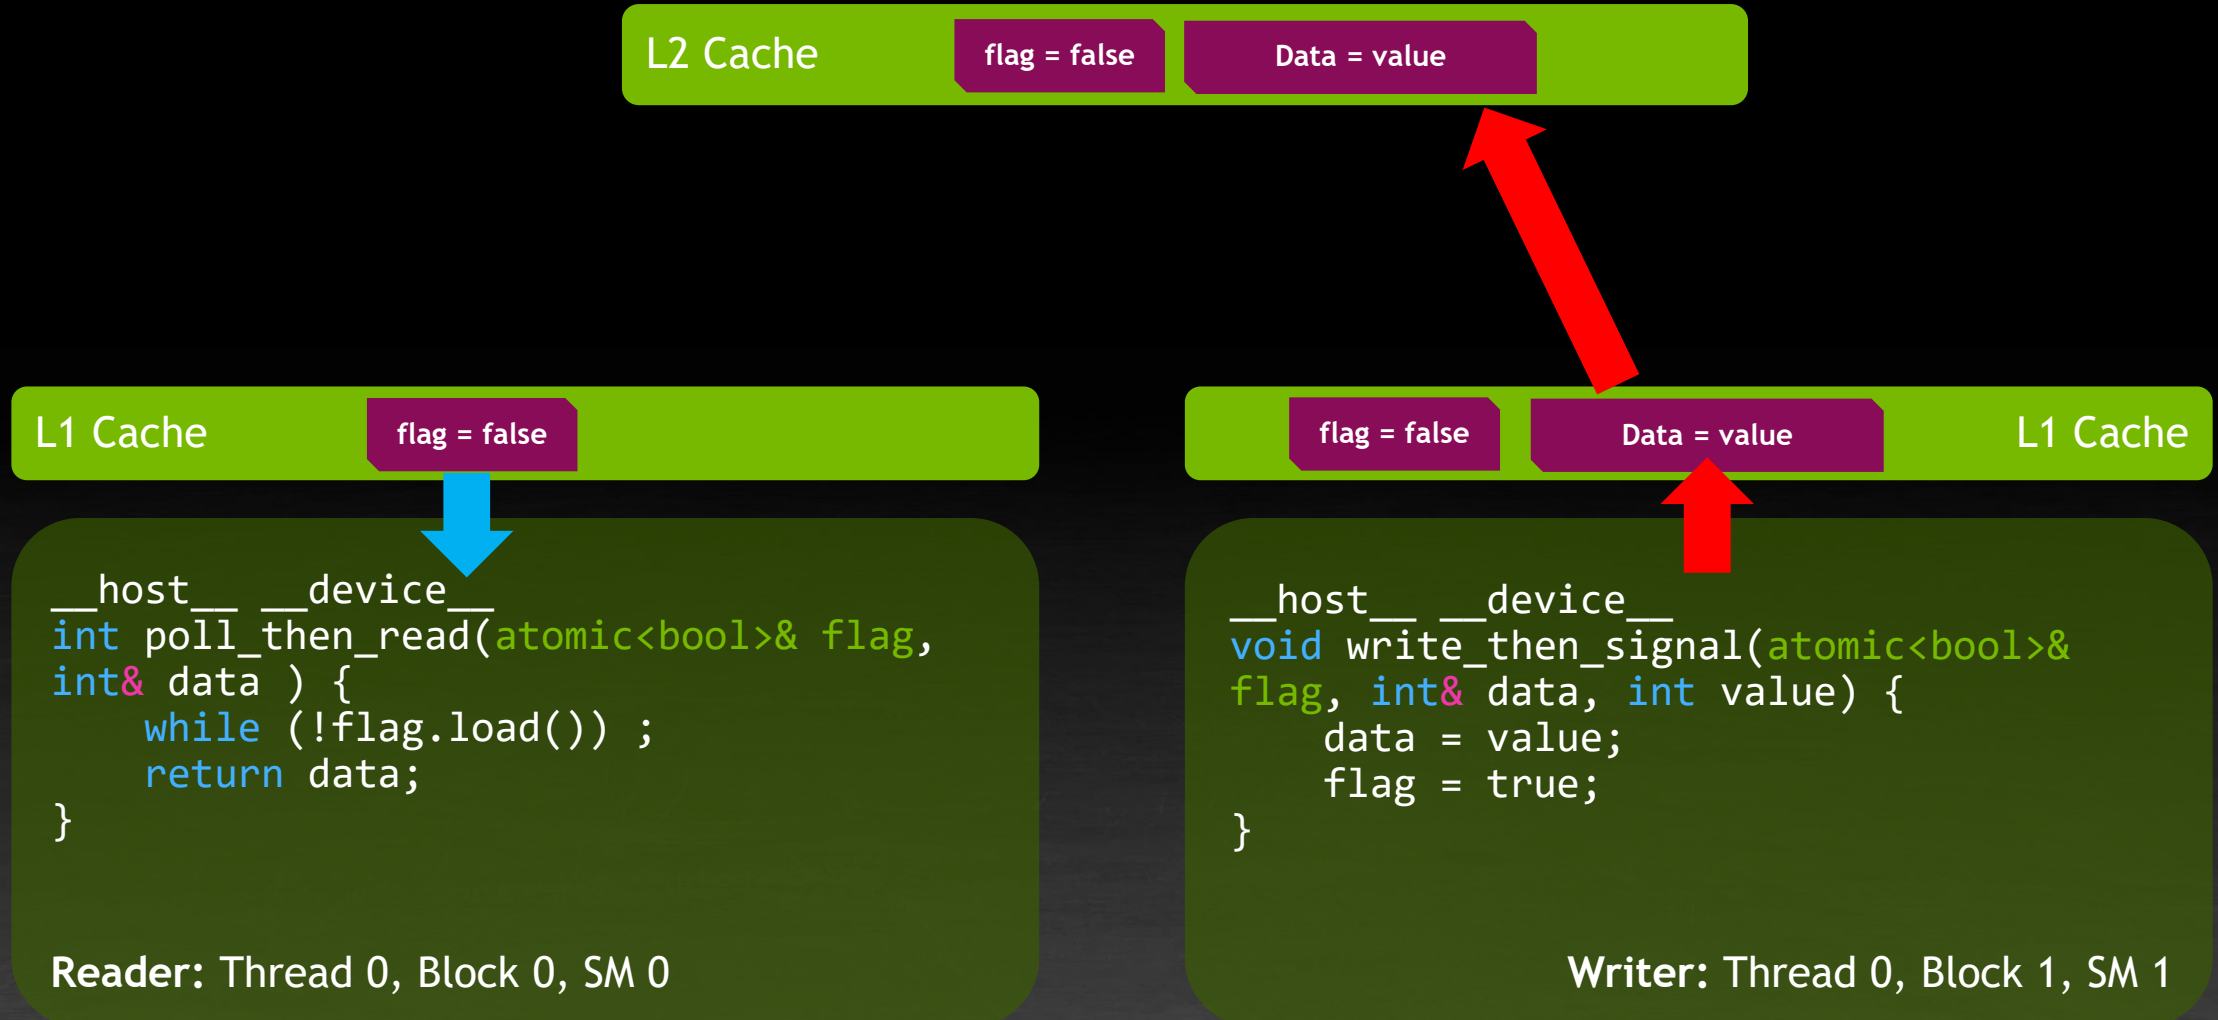 L2 Cache
flag = false
Data = value
L1 Cache
flag = false
flag = false
Data = value
L1 Cache
__host__ __device__
int poll_then_read(atomic<bool>& flag,
int& data ) {
    while (!flag.load()) ;
    return data;
}
Reader: Thread 0, Block 0, SM 0
__host__ __device__
void write_then_signal(atomic<bool>&
flag, int& data, int value) {
    data = value;
    flag = true;
}
Writer: Thread 0, Block 1, SM 1